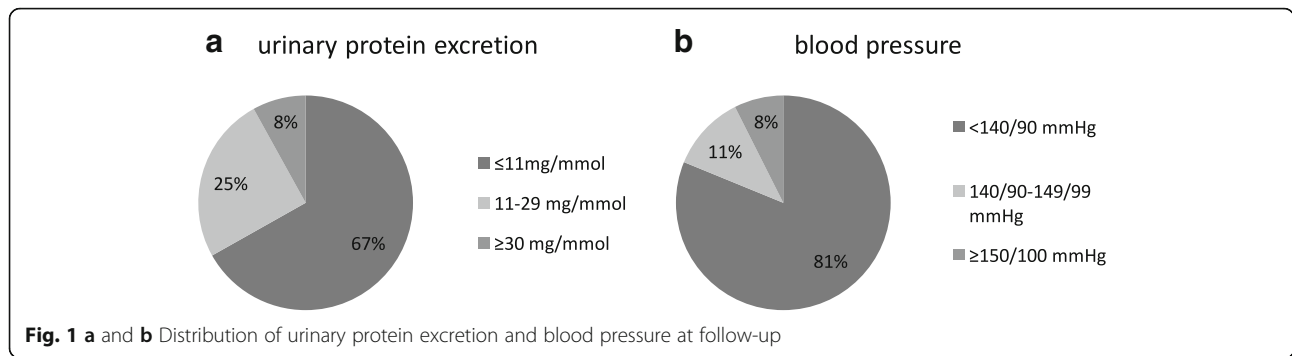 a urinary protein excretion
8%
25%
67%
≤11mg/mmol
11-29 mg/mmol
≥30 mg/mmol
b blood pressure
8%
11%
81%
<140/90 mmHg
140/90-149/99
mmHg
≥150/100 mmHg
Fig. 1 a and b Distribution of urinary protein excretion and blood pressure at follow-up